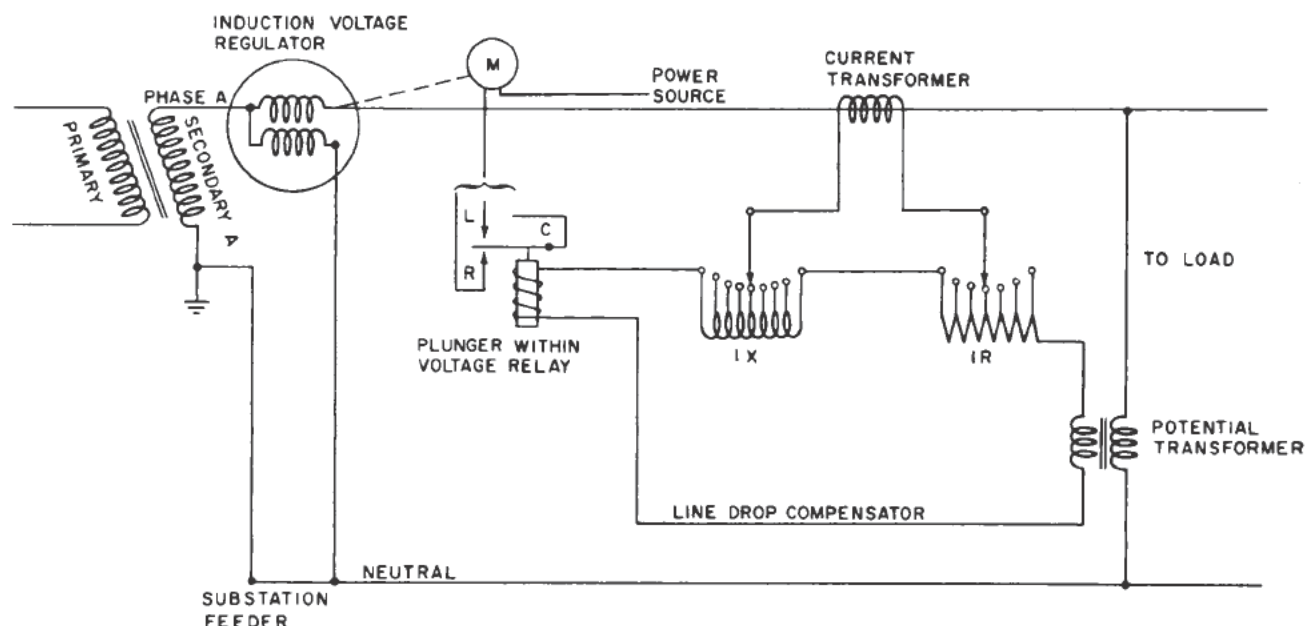 INDUCTION VOLTAGE
REGULATOR
M
POWER
SOURCE
CURRENT
TRANSFORMER
PHASE A
PRIMARY
SECONDARY
A
L
C
R
TO LOAD
PLUNGER WITHIN
VOLTAGE RELAY
IX
IR
POTENTIAL
TRANSFORMER
LINE DROP COMPENSATOR
NEUTRAL
SUBSTATION
FEEDER